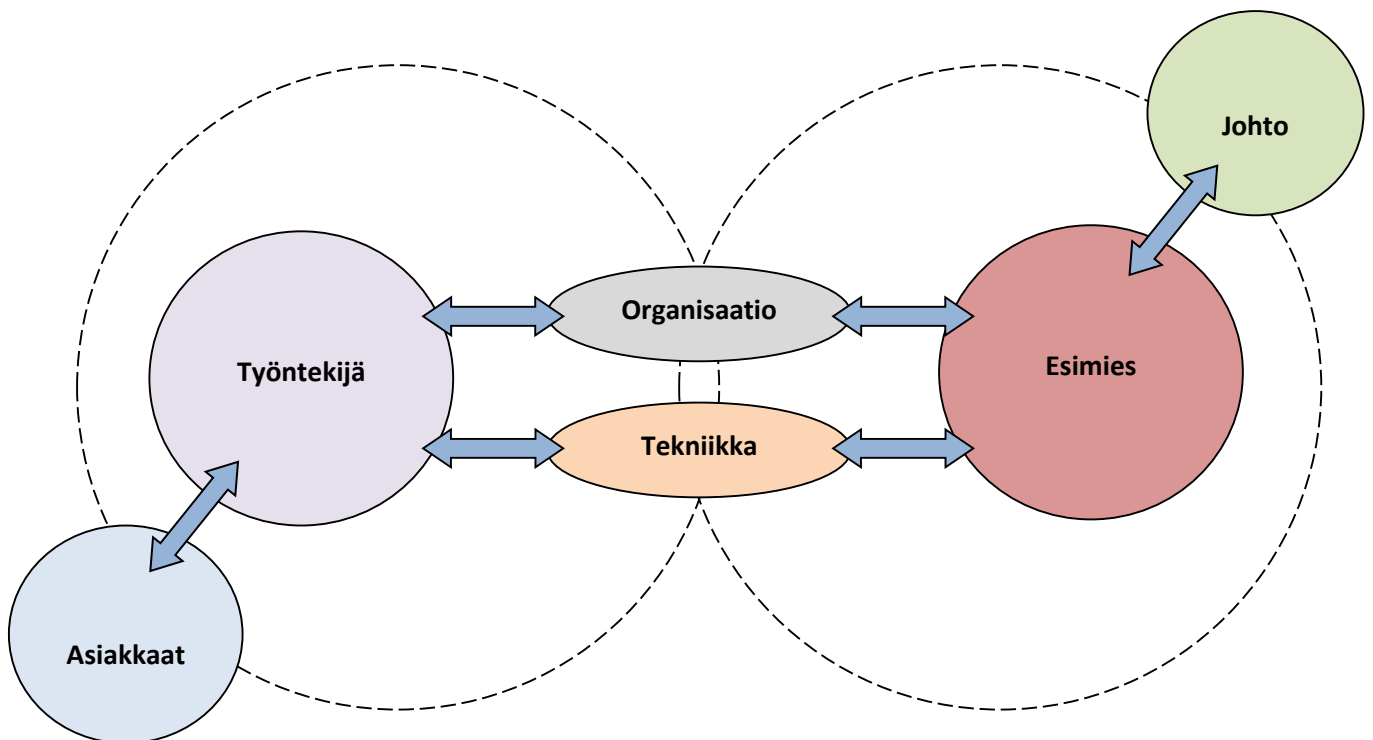 Johto
Organisaatio
Työntekijä
Esimies
Tekniikka
Asiakkaat